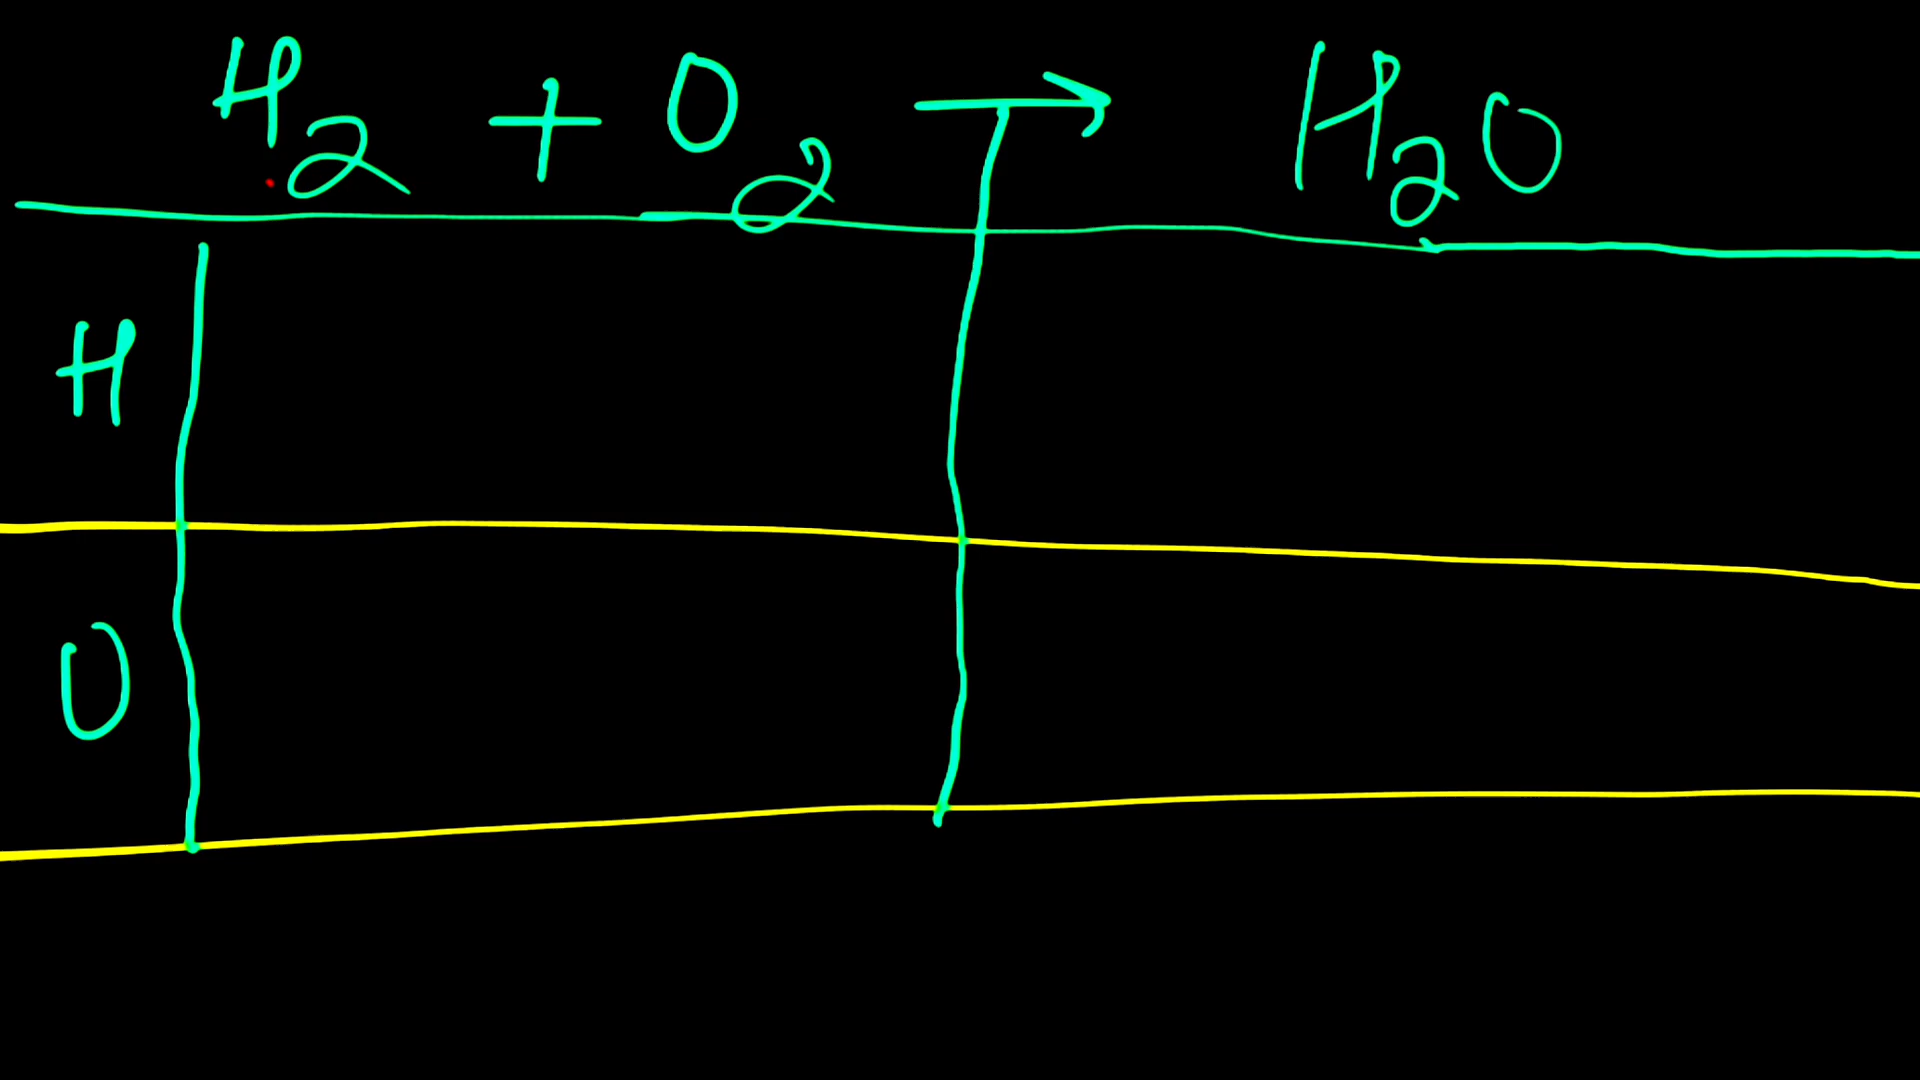 H₂ + O₂ → H₂O
H
O